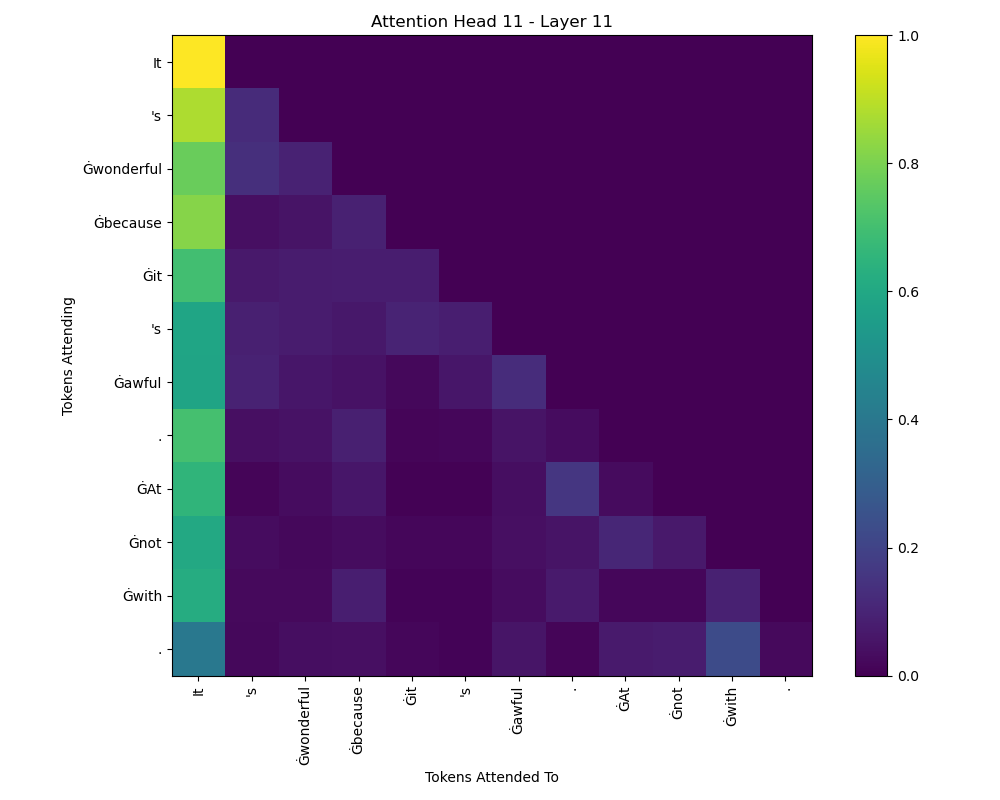 Attention Head 11 - Layer 11
Tokens Attending
It
's
Ġwonderful
Ġbecause
Ġit
's
Ġawful
.
ĠAt
Ġnot
Ġwith
.
It
's
Ġwonderful
Ġbecause
Ġit
's
Ġawful
.
ĠAt
Ġnot
Ġwith
.
Tokens Attended To
1.0
0.8
0.6
0.4
0.2
0.0